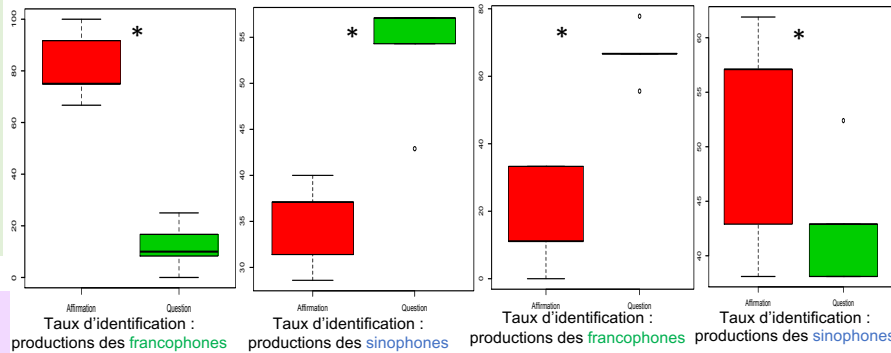 100
80
60
40
20
0
*
Affirmation Question
Taux d'identification :
productions des francophones
55
50
45
40
35
30
*
Affirmation Question
Taux d'identification :
productions des sinophones
80
60
40
20
0
*
Affirmation Question
Taux d'identification :
productions des francophones
60
55
50
45
40
*
Affirmation Question
Taux d'identification :
productions des sinophones